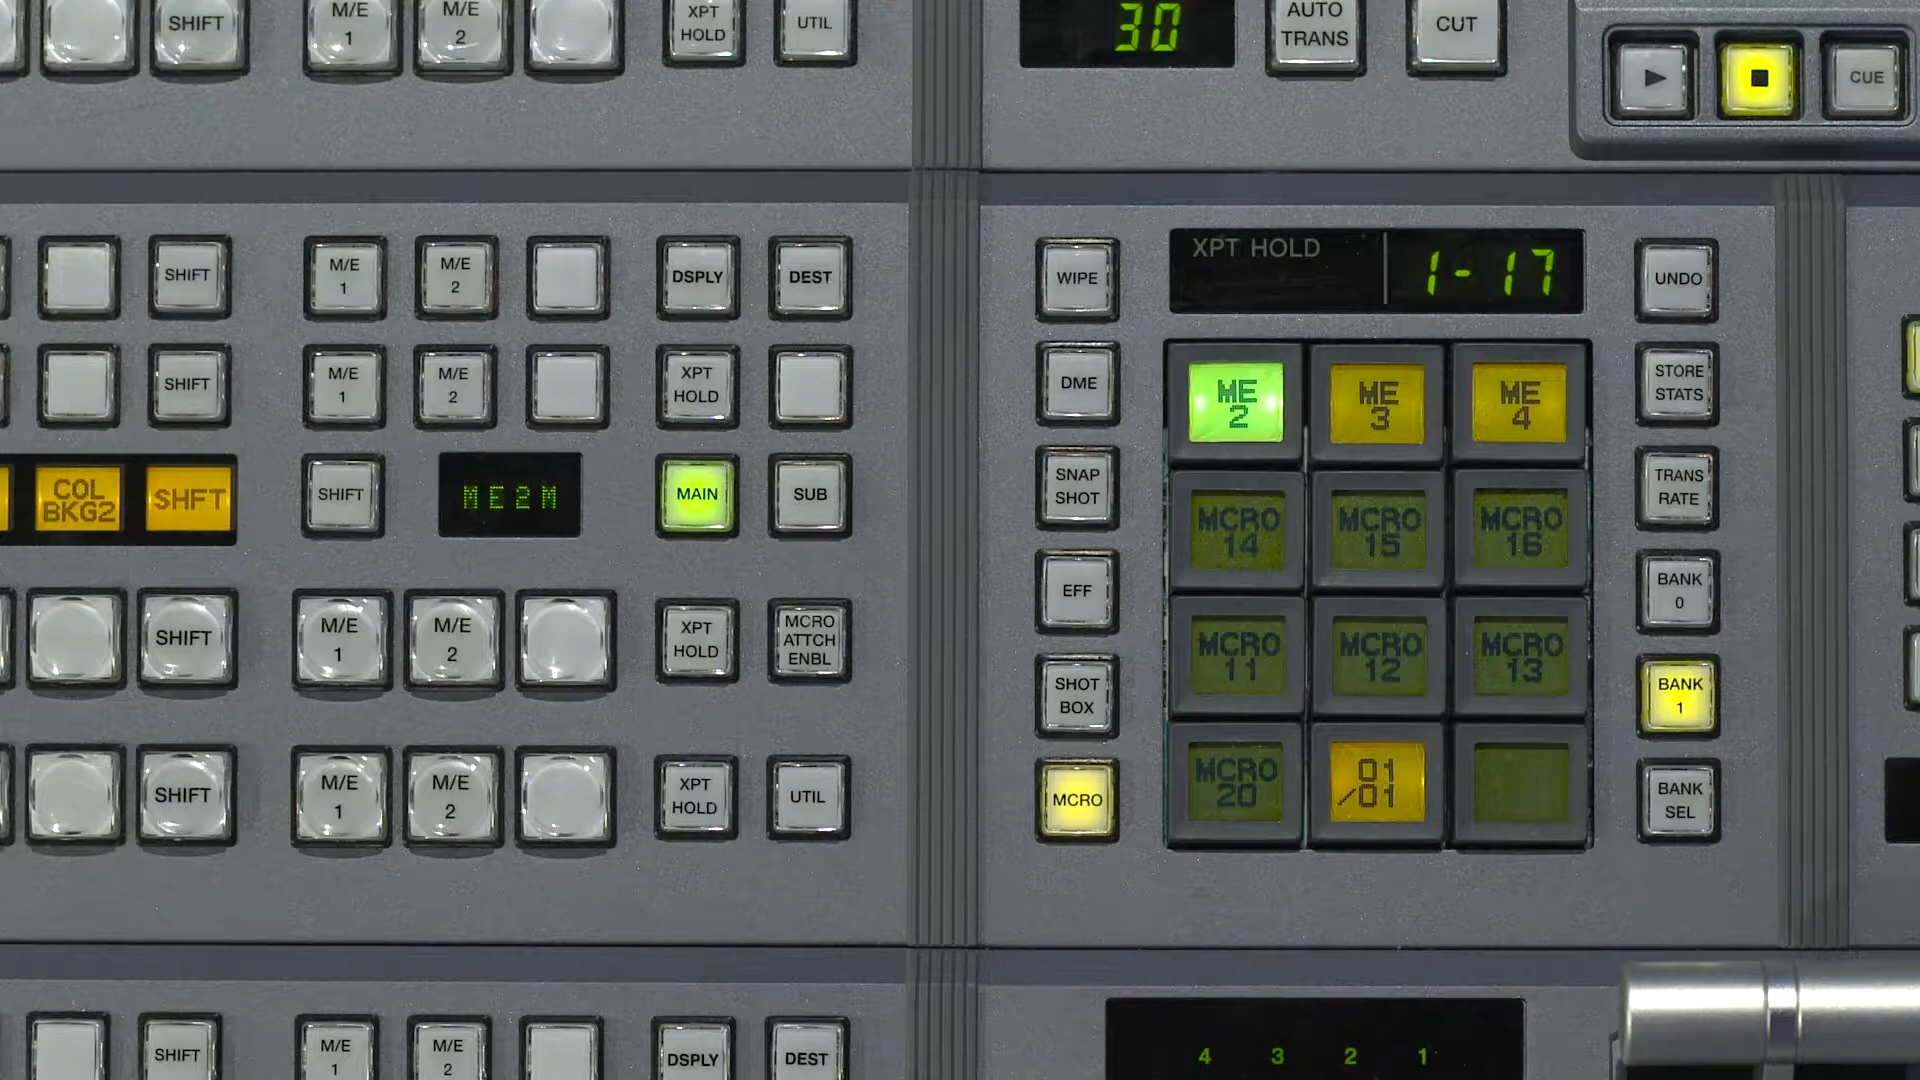 SHIFT
M/E
1
M/E
2
XPT
HOLD
UTIL
30
AUTO
TRANS
CUT
CUE
SHIFT
M/E
1
M/E
2
DSPLY
DEST
SHIFT
M/E
1
M/E
2
XPT
HOLD
COL
BKG2
SHFT
SHIFT
ME2M
MAIN
SUB
SHIFT
M/E
1
M/E
2
XPT
HOLD
MCRO
ATTCH
ENBL
SHIFT
M/E
1
M/E
2
XPT
HOLD
UTIL
WIPE
DME
SNAP
SHOT
EFF
SHOT
BOX
MCRO
XPT HOLD
1-17
ME
2
ME
3
ME
4
MCRO
14
MCRO
15
MCRO
16
MCRO
11
MCRO
12
MCRO
13
MCRO
20
01
/01
UNDO
STORE
STATS
TRANS
RATE
BANK
0
BANK
1
BANK
SEL
SHIFT
M/E
1
M/E
2
DSPLY
DEST
4 3 2 1